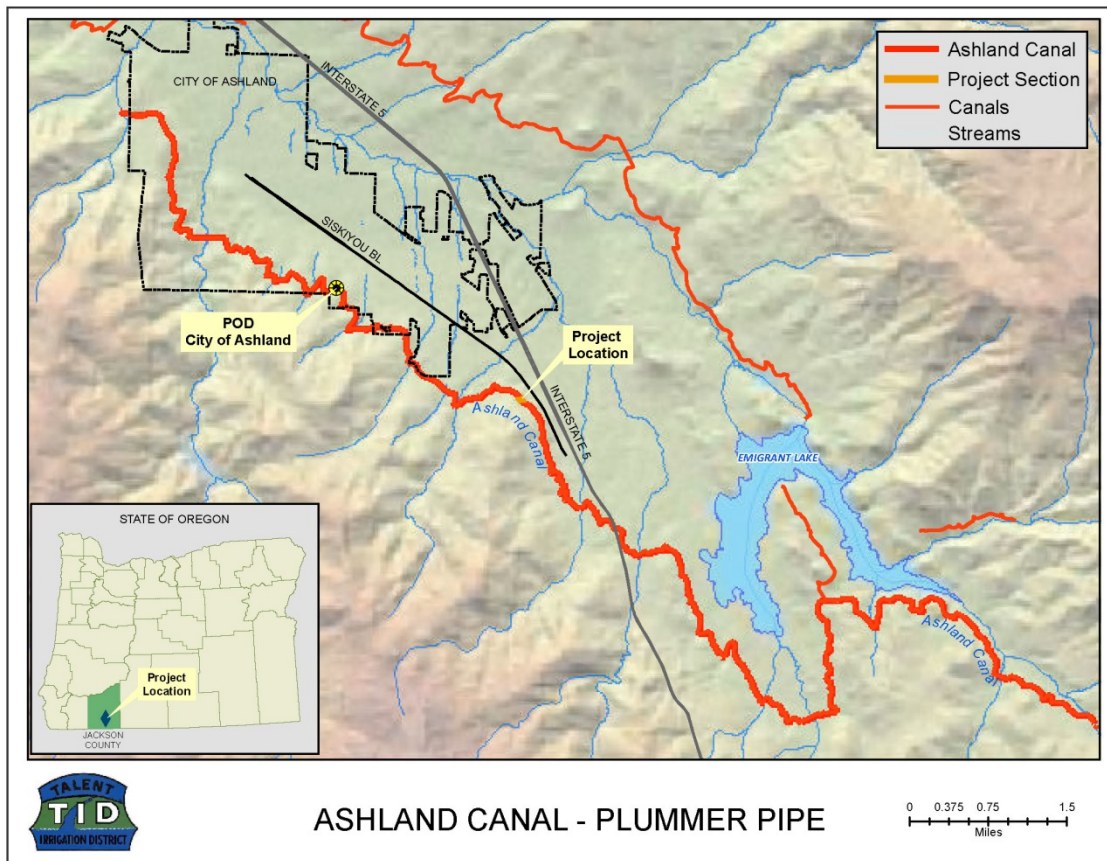 CITY OF ASHLAND
INTERSTATE 5
Ashland Canal
Project Section
Canals
Streams
SISKIYOU BL
POD
City of Ashland
Project
Location
INTERSTATE 5
Ashland Canal
EMIGRANT LAKE
Ashland Canal
STATE OF OREGON
Project
Location
JACKSON
COUNTY
TALENT
TID
IRRIGATION DISTRICT
ASHLAND CANAL - PLUMMER PIPE
0 0.375 0.75 1.5
Miles